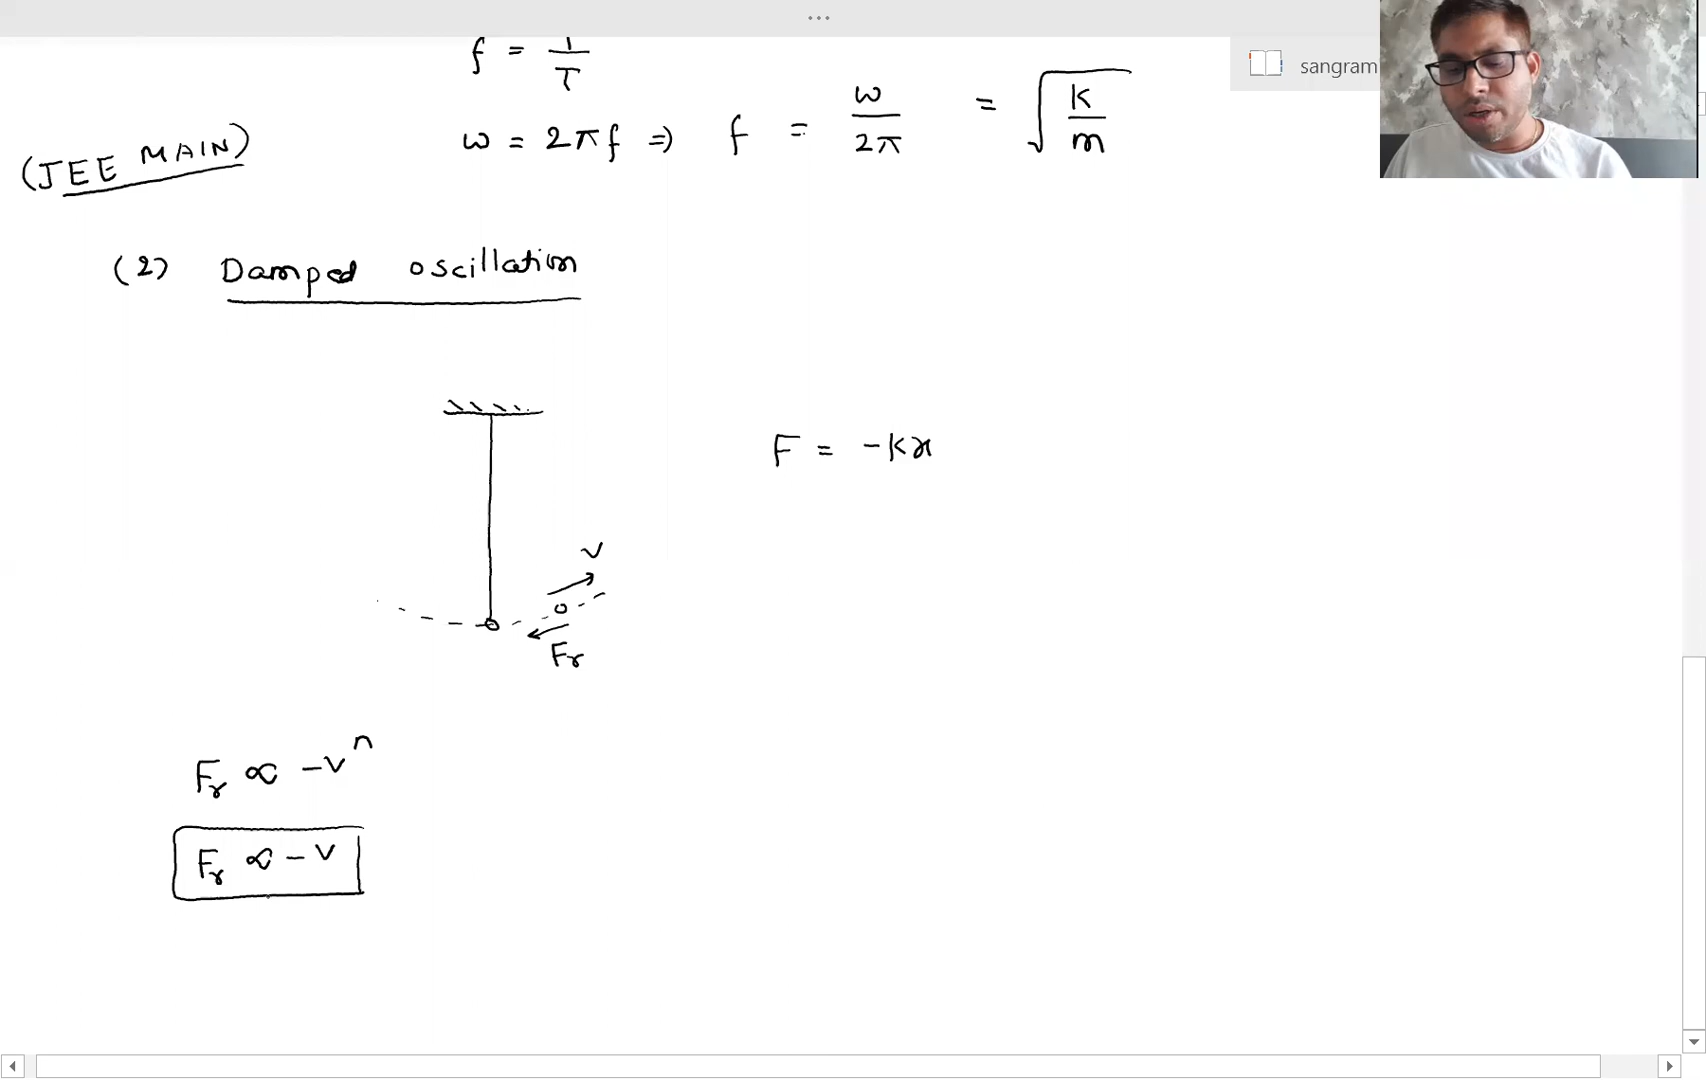 sangram
f = 1/T
ω = 2πf ⇒ f = ω/2π = √(k/m)
(JEE MAIN)
(2) Damped oscillation
F = -kx
v
Fr
Fr ∝ -v^n
Fr ∝ -v